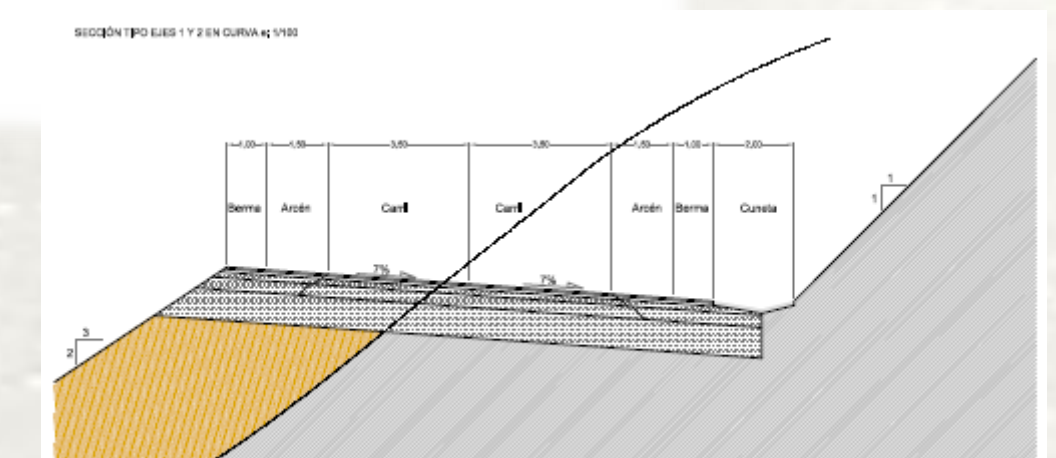 SECCIÓN TIPO EJES 1 Y 2 EN CURVA e: 1/100
1,00 1,50 3,50 3,50 1,50 1,00 2,00
Berma Arcén Carril Carril Arcén Berma Cuneta
1
1
7%
7%
3
2